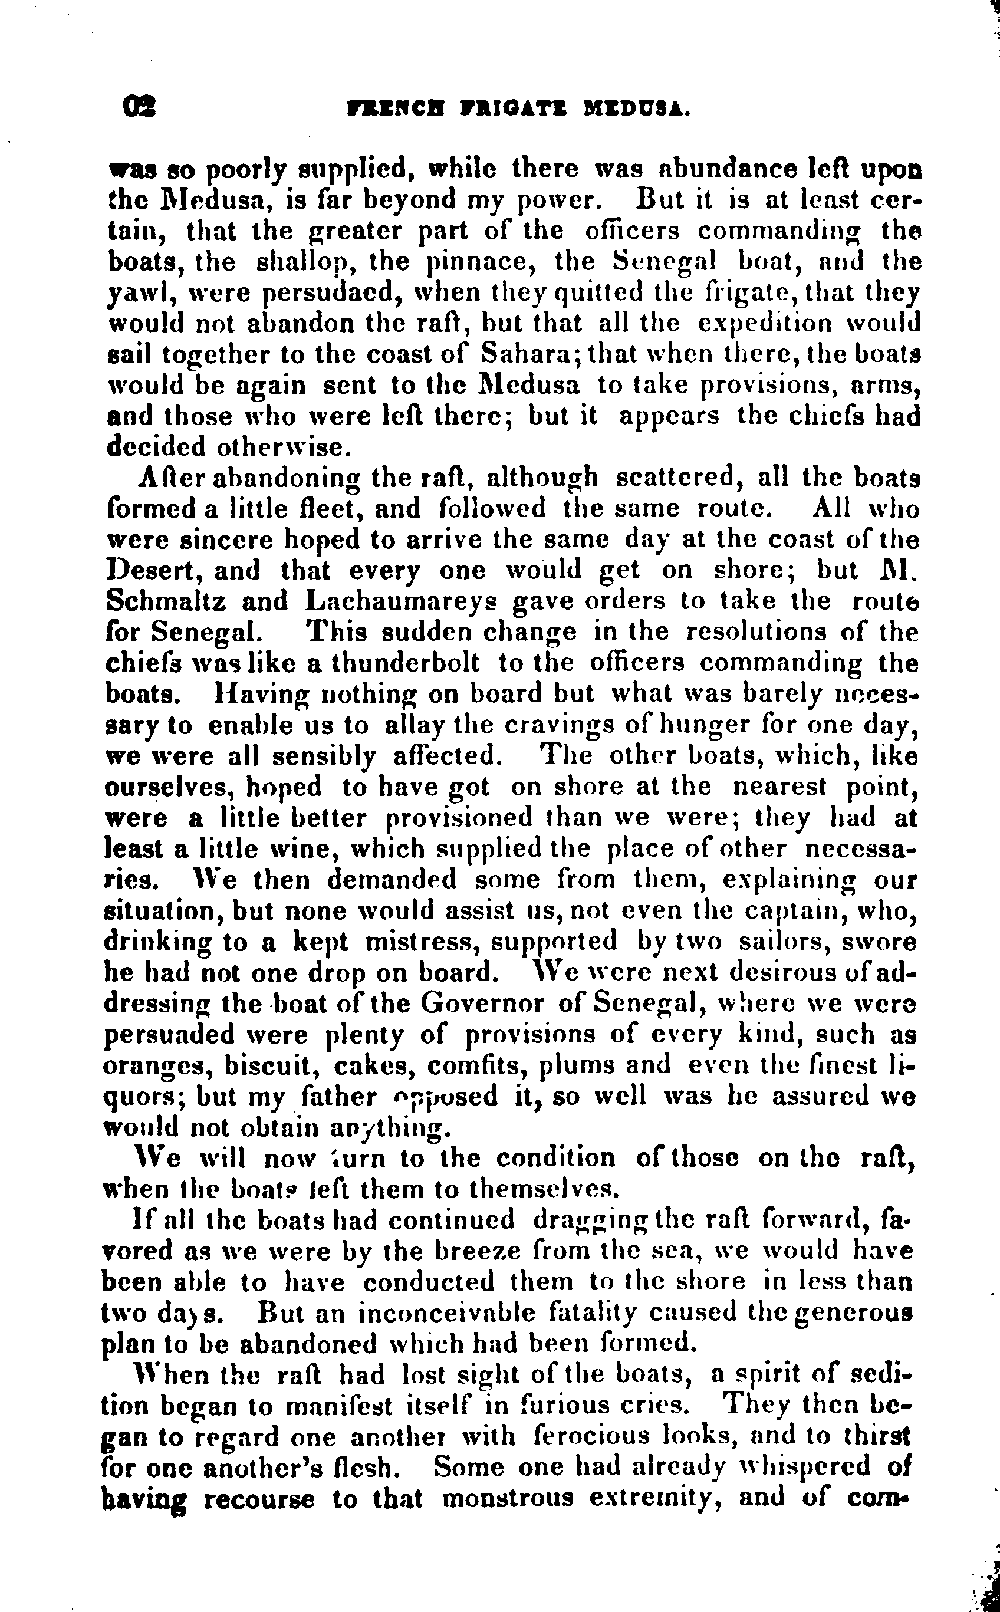 02 FRENCH FRIGATE MEDUSA.
was so poorly supplied, while there was abundance left upon
the Medusa, is far beyond my power. But it is at least cer-
tain, that the greater part of the officers commanding the
boats, the shallop, the pinnace, the Senegal boat, and the
yawl, were persudaed, when they quitted the frigate, that they
would not abandon the raft, but that all the expedition would
sail together to the coast of Sahara; that when there, the boats
would be again sent to the Medusa to take provisions, arms,
and those who were left there; but it appears the chiefs had
decided otherwise.
After abandoning the raft, although scattered, all the boats
formed a little fleet, and followed the same route. All who
were sincere hoped to arrive the same day at the coast of the
Desert, and that every one would get on shore; but M.
Schmaltz and Lachaumareys gave orders to take the route
for Senegal. This sudden change in the resolutions of the
chiefs was like a thunderbolt to the officers commanding the
boats. Having nothing on board but what was barely neces-
sary to enable us to allay the cravings of hunger for one day,
we were all sensibly affected. The other boats, which, like
ourselves, hoped to have got on shore at the nearest point,
were a little better provisioned than we were; they had at
least a little wine, which supplied the place of other necessa-
ries. We then demanded some from them, explaining our
situation, but none would assist us, not even the captain, who,
drinking to a kept mistress, supported by two sailors, swore
he had not one drop on board. We were next desirous of ad-
dressing the boat of the Governor of Senegal, where we were
persuaded were plenty of provisions of every kind, such as
oranges, biscuit, cakes, comfits, plums and even the finest li-
quors; but my father opposed it, so well was he assured we
would not obtain anything.
We will now turn to the condition of those on the raft,
when the boats left them to themselves.
If all the boats had continued dragging the raft forward, fa-
vored as we were by the breeze from the sea, we would have
been able to have conducted them to the shore in less than
two days. But an inconceivable fatality caused the generous
plan to be abandoned which had been formed.
When the raft had lost sight of the boats, a spirit of sedi-
tion began to manifest itself in furious cries. They then be-
gan to regard one another with ferocious looks, and to thirst
for one another's flesh. Some one had already whispered of
having recourse to that monstrous extremity, and of com-